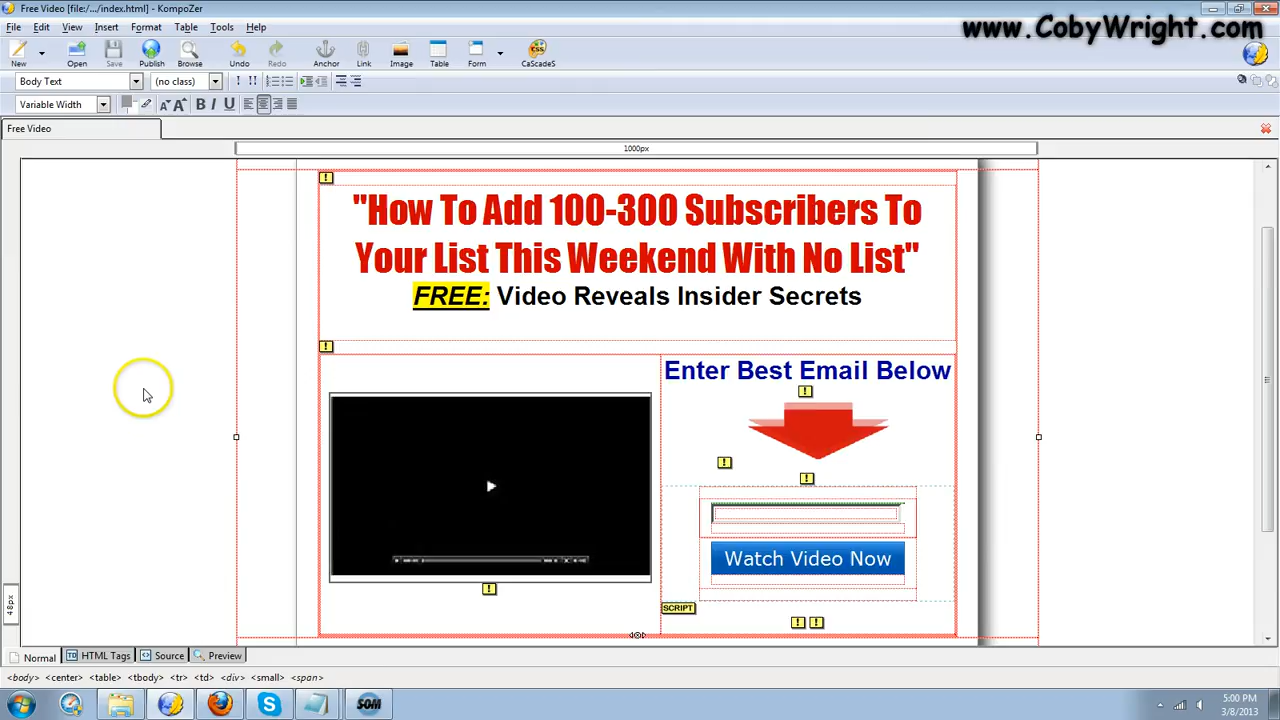 Free Video [file:/.../index.html] - KompoZer
www.CobyWright.com
File Edit View Insert Format Table Tools Help
New Open Save Publish Browse Undo Redo Anchor Link Image Table Form CaScadeS
Body Text (no class)
Variable Width A A B I U
Free Video
1000px
"How To Add 100-300 Subscribers To
Your List This Weekend With No List"
FREE: Video Reveals Insider Secrets
Enter Best Email Below
Watch Video Now
SCRIPT
48px
Normal HTML Tags Source Preview
<body> <center> <table> <tbody> <tr> <td> <div> <small> <span>
SOM
5:00 PM
3/8/2013